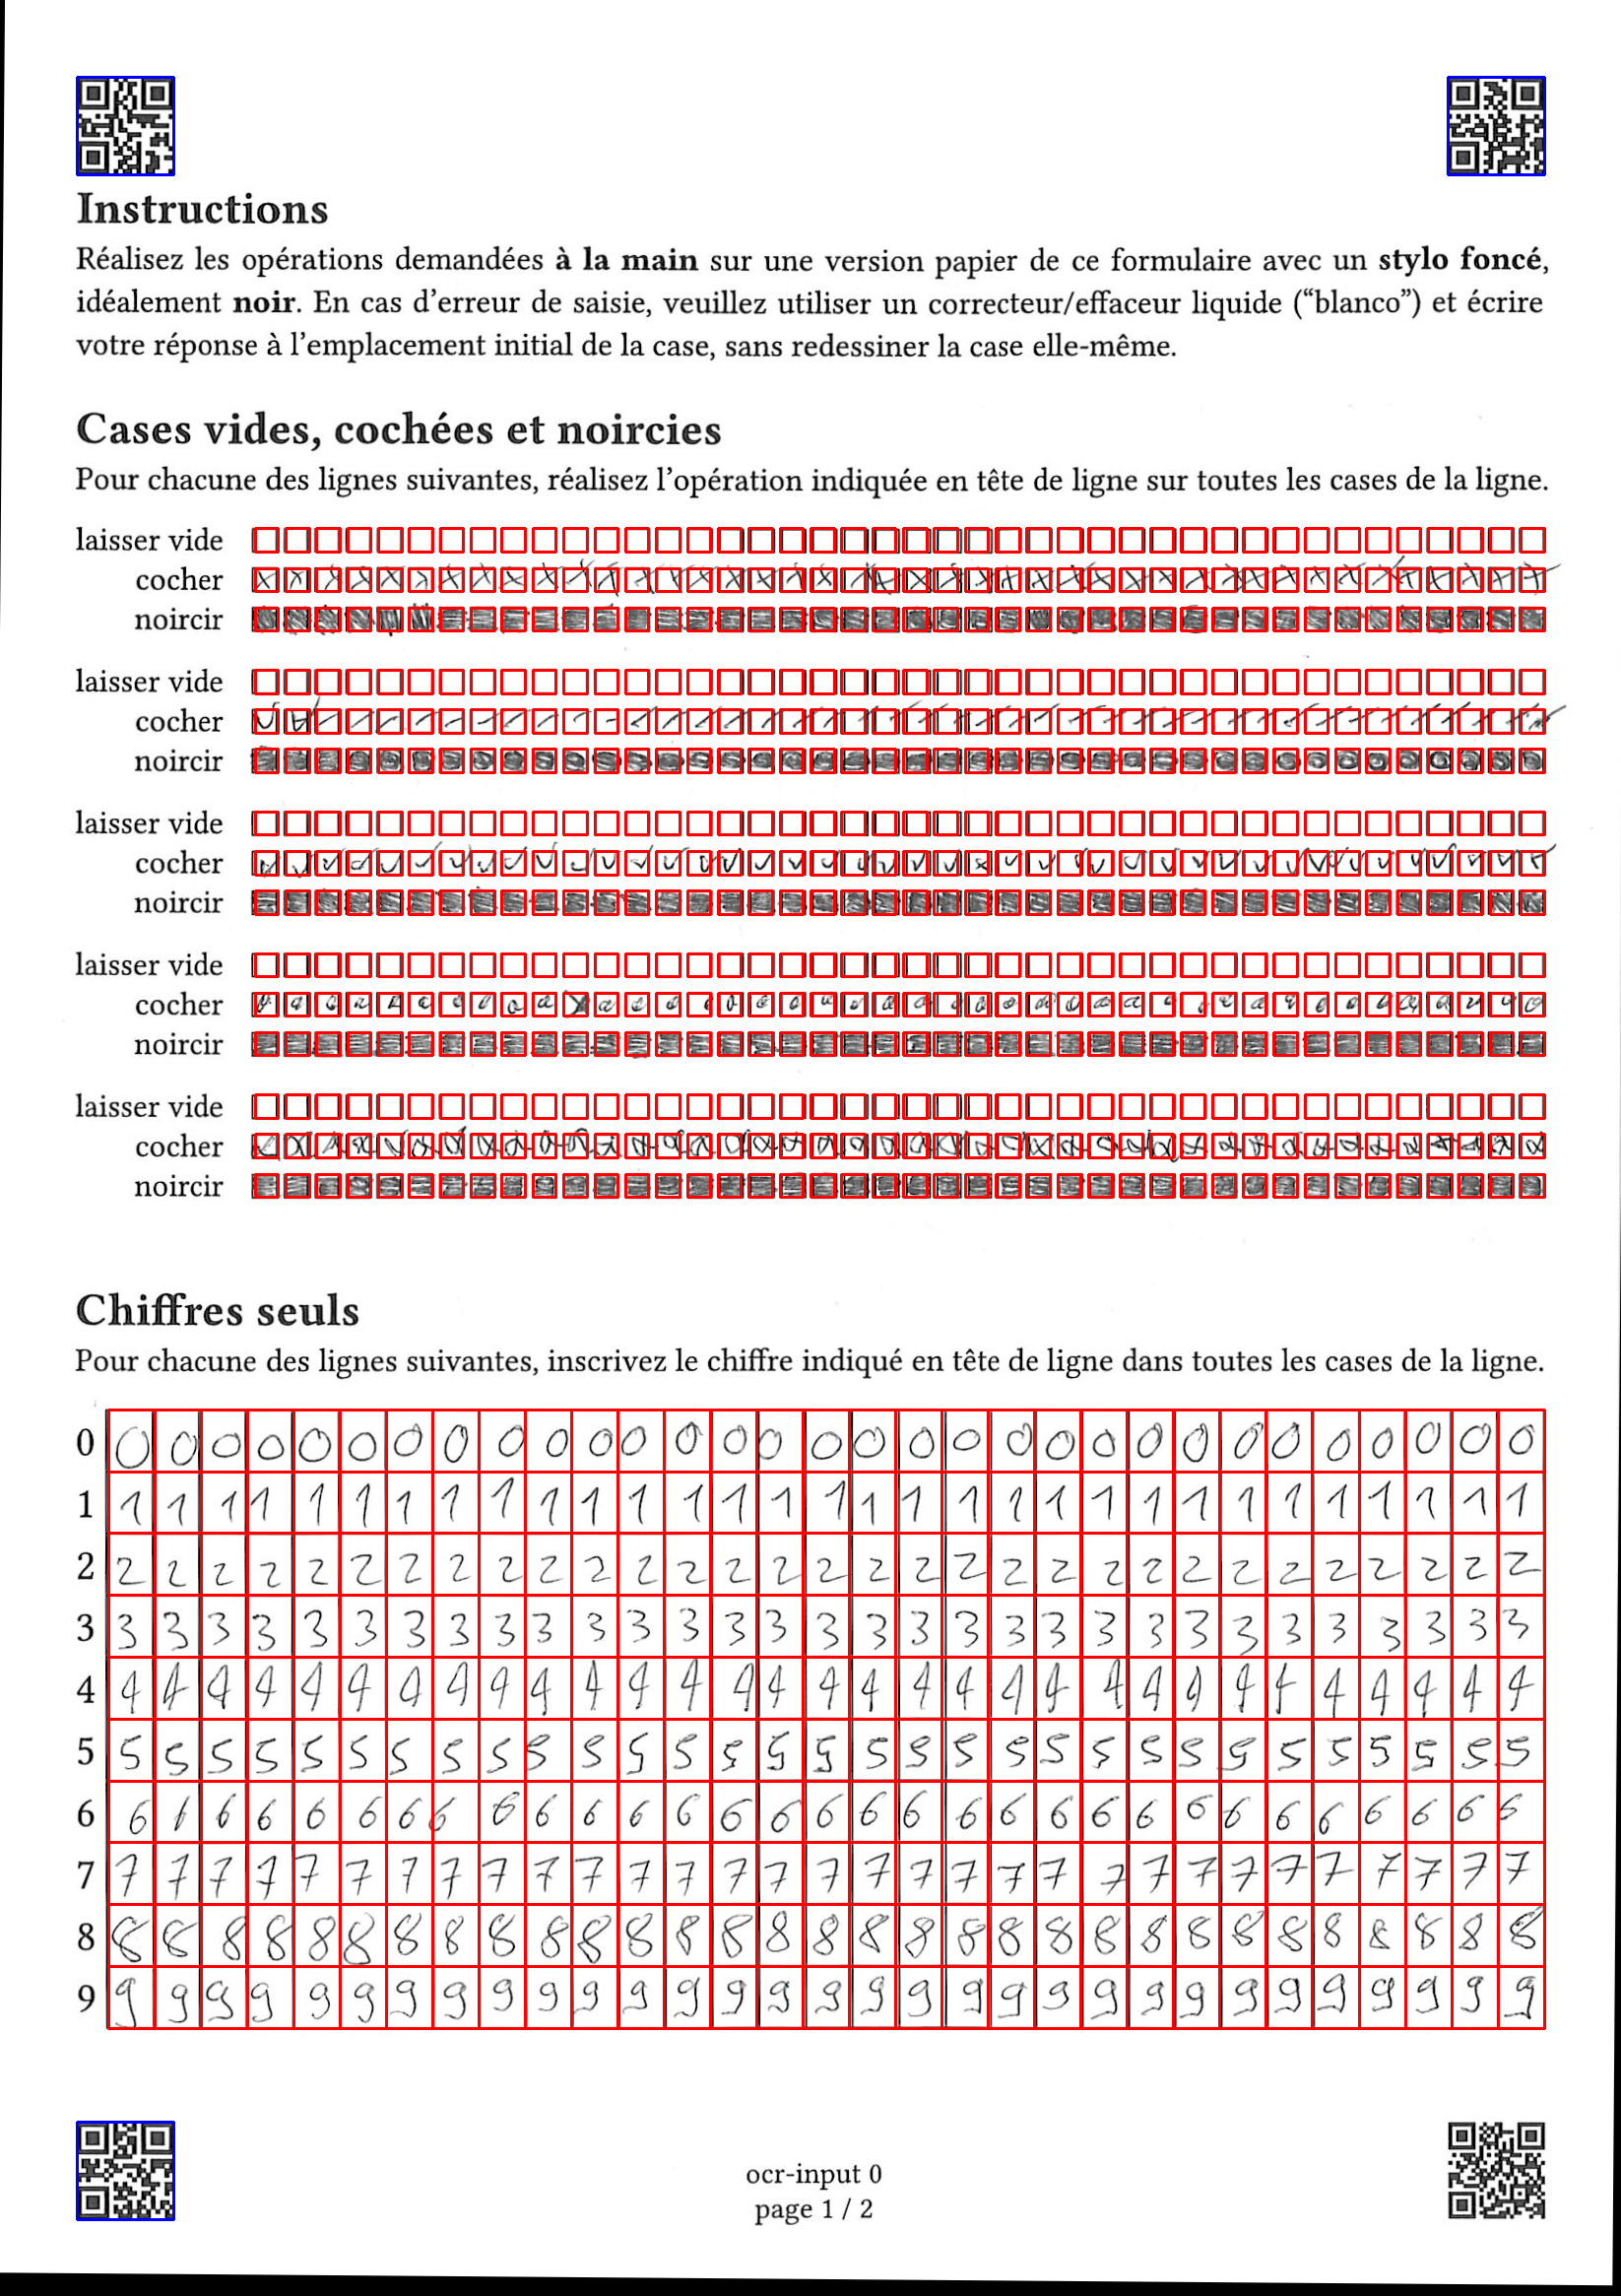 Instructions
Réalisez les opérations demandées à la main sur une version papier de ce formulaire avec un stylo foncé,
idéalement noir. En cas d’erreur de saisie, veuillez utiliser un correcteur/effaceur liquide (“blanco”) et écrire
votre réponse à l’emplacement initial de la case, sans redessiner la case elle-même.
Cases vides, cochées et noircies
Pour chacune des lignes suivantes, réalisez l’opération indiquée en tête de ligne sur toutes les cases de la ligne.
laisser vide
cocher
noircir
laisser vide
cocher
noircir
laisser vide
cocher
noircir
laisser vide
cocher
noircir
laisser vide
cocher
noircir
Chiffres seuls
Pour chacune des lignes suivantes, inscrivez le chiffre indiqué en tête de ligne dans toutes les cases de la ligne.
0 0 0 0 0 0 0 0 0 0 0 0 0 0 0 0 0 0 0 0 0 0 0 0 0 0 0 0 0 0 0 0
1 1 1 1 1 1 1 1 1 1 1 1 1 1 1 1 1 1 1 1 1 1 1 1 1 1 1 1 1 1 1 1
2 2 2 2 2 2 2 2 2 2 2 2 2 2 2 2 2 2 2 2 2 2 2 2 2 2 2 2 2 2 2 2
3 3 3 3 3 3 3 3 3 3 3 3 3 3 3 3 3 3 3 3 3 3 3 3 3 3 3 3 3 3 3 3
4 4 4 4 4 4 4 4 4 4 4 4 4 4 4 4 4 4 4 4 4 4 4 4 4 4 4 4 4 4 4 4
5 5 5 5 5 5 5 5 5 5 5 5 5 5 5 5 5 5 5 5 5 5 5 5 5 5 5 5 5 5 5 5
6 6 6 6 6 6 6 6 6 6 6 6 6 6 6 6 6 6 6 6 6 6 6 6 6 6 6 6 6 6 6 6
7 7 7 7 7 7 7 7 7 7 7 7 7 7 7 7 7 7 7 7 7 7 7 7 7 7 7 7 7 7 7 7
8 8 8 8 8 8 8 8 8 8 8 8 8 8 8 8 8 8 8 8 8 8 8 8 8 8 8 8 8 8 8 8
9 9 9 9 9 9 9 9 9 9 9 9 9 9 9 9 9 9 9 9 9 9 9 9 9 9 9 9 9 9 9 9
ocr-input 0
page 1 / 2